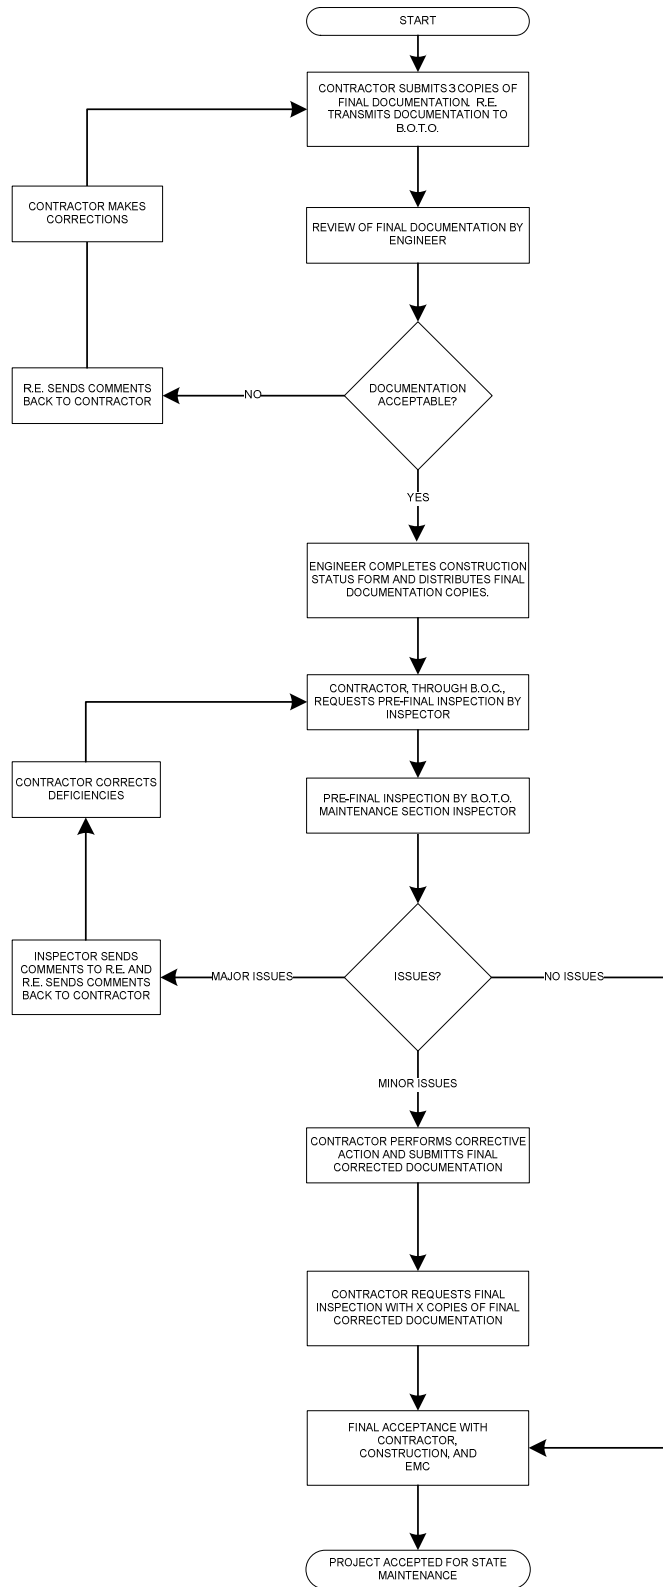 START
CONTRACTOR SUBMITS 3 COPIES OF
FINAL DOCUMENTATION. R.E.
TRANSMITS DOCUMENTATION TO
B.O.T.O.
CONTRACTOR MAKES
CORRECTIONS
REVIEW OF FINAL DOCUMENTATION BY
ENGINEER
R.E. SENDS COMMENTS
BACK TO CONTRACTOR
NO
DOCUMENTATION
ACCEPTABLE?
YES
ENGINEER COMPLETES CONSTRUCTION
STATUS FORM AND DISTRIBUTES FINAL
DOCUMENTATION COPIES.
CONTRACTOR, THROUGH B.O.C.,
REQUESTS PRE-FINAL INSPECTION BY
INSPECTOR
CONTRACTOR CORRECTS
DEFICIENCIES
PRE-FINAL INSPECTION BY B.O.T.O.
MAINTENANCE SECTION INSPECTOR
INSPECTOR SENDS
COMMENTS TO R.E. AND
R.E. SENDS COMMENTS
BACK TO CONTRACTOR
MAJOR ISSUES
ISSUES?
NO ISSUES
MINOR ISSUES
CONTRACTOR PERFORMS CORRECTIVE
ACTION AND SUBMITTS FINAL
CORRECTED DOCUMENTATION
CONTRACTOR REQUESTS FINAL
INSPECTION WITH X COPIES OF FINAL
CORRECTED DOCUMENTATION
FINAL ACCEPTANCE WITH
CONTRACTOR,
CONSTRUCTION, AND
EMC
PROJECT ACCEPTED FOR STATE
MAINTENANCE